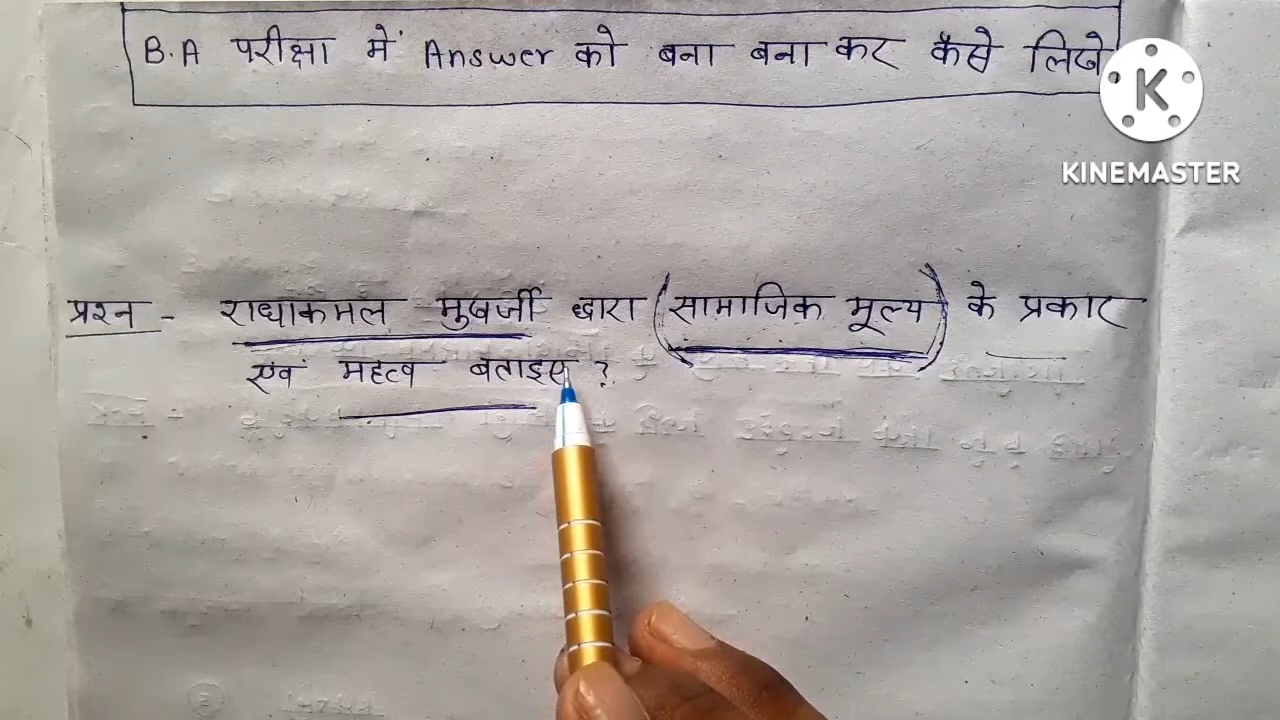 B.A परीक्षा में Answer को बना बना कर कैसे लिखे
KINEMASTER
प्रश्न - राधाकमल मुखर्जी द्वारा (सामाजिक मूल्य) के प्रकार
एवं महत्व बताइए ?